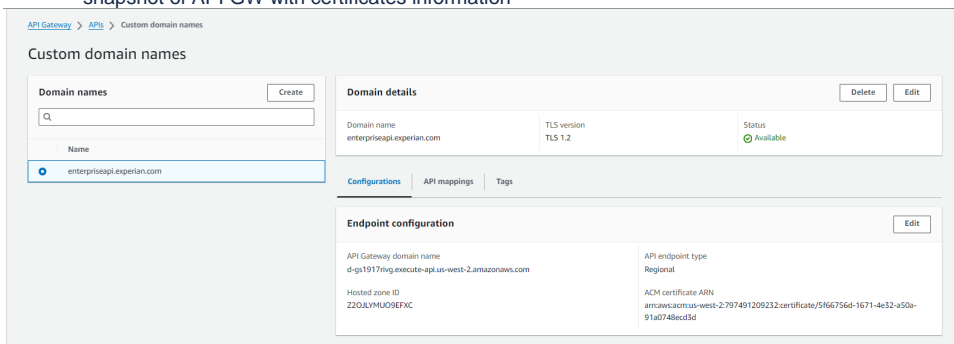 snapshot of API GW with certificates information
API Gateway > APIs > Custom domain names
Custom domain names
Domain names
Create
Name
enterpriseapi.experian.com
Domain details
Delete
Edit
Domain name
enterpriseapi.experian.com
TLS version
TLS 1.2
Status
Available
Configurations
API mappings
Tags
Endpoint configuration
Edit
API Gateway domain name
d-gs1917rivg.execute-api.us-west-2.amazonaws.com
API endpoint type
Regional
Hosted zone ID
Z2OJLYMUO9EFXC
ACM certificate ARN
arn:aws:acm:us-west-2:797491209232:certificate/5f66756d-1671-4e32-a50a-
91a0748ecd3d